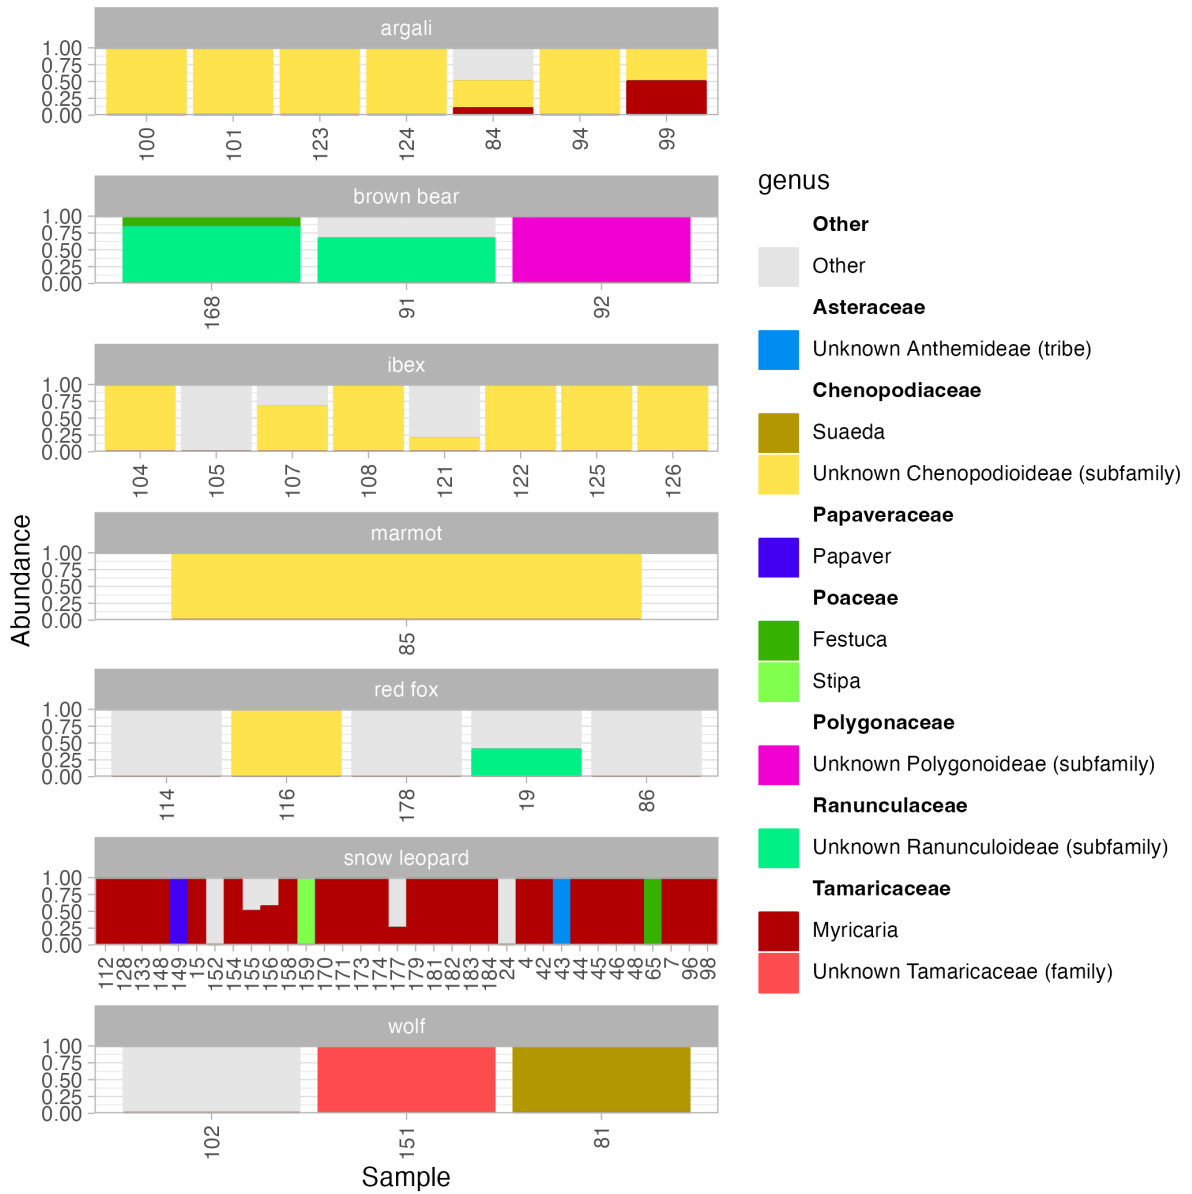 argali
1.00
0.75
0.50
0.25
0.00
100 101 123 124 84 94 99
brown bear
1.00
0.75
0.50
0.25
0.00
168 91 92
ibex
1.00
0.75
0.50
0.25
0.00
104 105 107 108 121 122 125 126
marmot
1.00
0.75
0.50
0.25
0.00
85
red fox
1.00
0.75
0.50
0.25
0.00
114 116 178 19 86
snow leopard
1.00
0.75
0.50
0.25
0.00
112 128 133 148 149 15 152 154 155 156 158 159 170 171 173 174 177 179 181 182 183 184 24 4 42 43 44 45 46 48 65 7 96 98
wolf
1.00
0.75
0.50
0.25
0.00
102 151 81
Sample
Abundance
genus
Other
Other
Asteraceae
Unknown Anthemideae (tribe)
Chenopodiaceae
Suaeda
Unknown Chenopodioideae (subfamily)
Papaveraceae
Papaver
Poaceae
Festuca
Stipa
Polygonaceae
Unknown Polygonoideae (subfamily)
Ranunculaceae
Unknown Ranunculoideae (subfamily)
Tamaricaceae
Myricaria
Unknown Tamaricaceae (family)